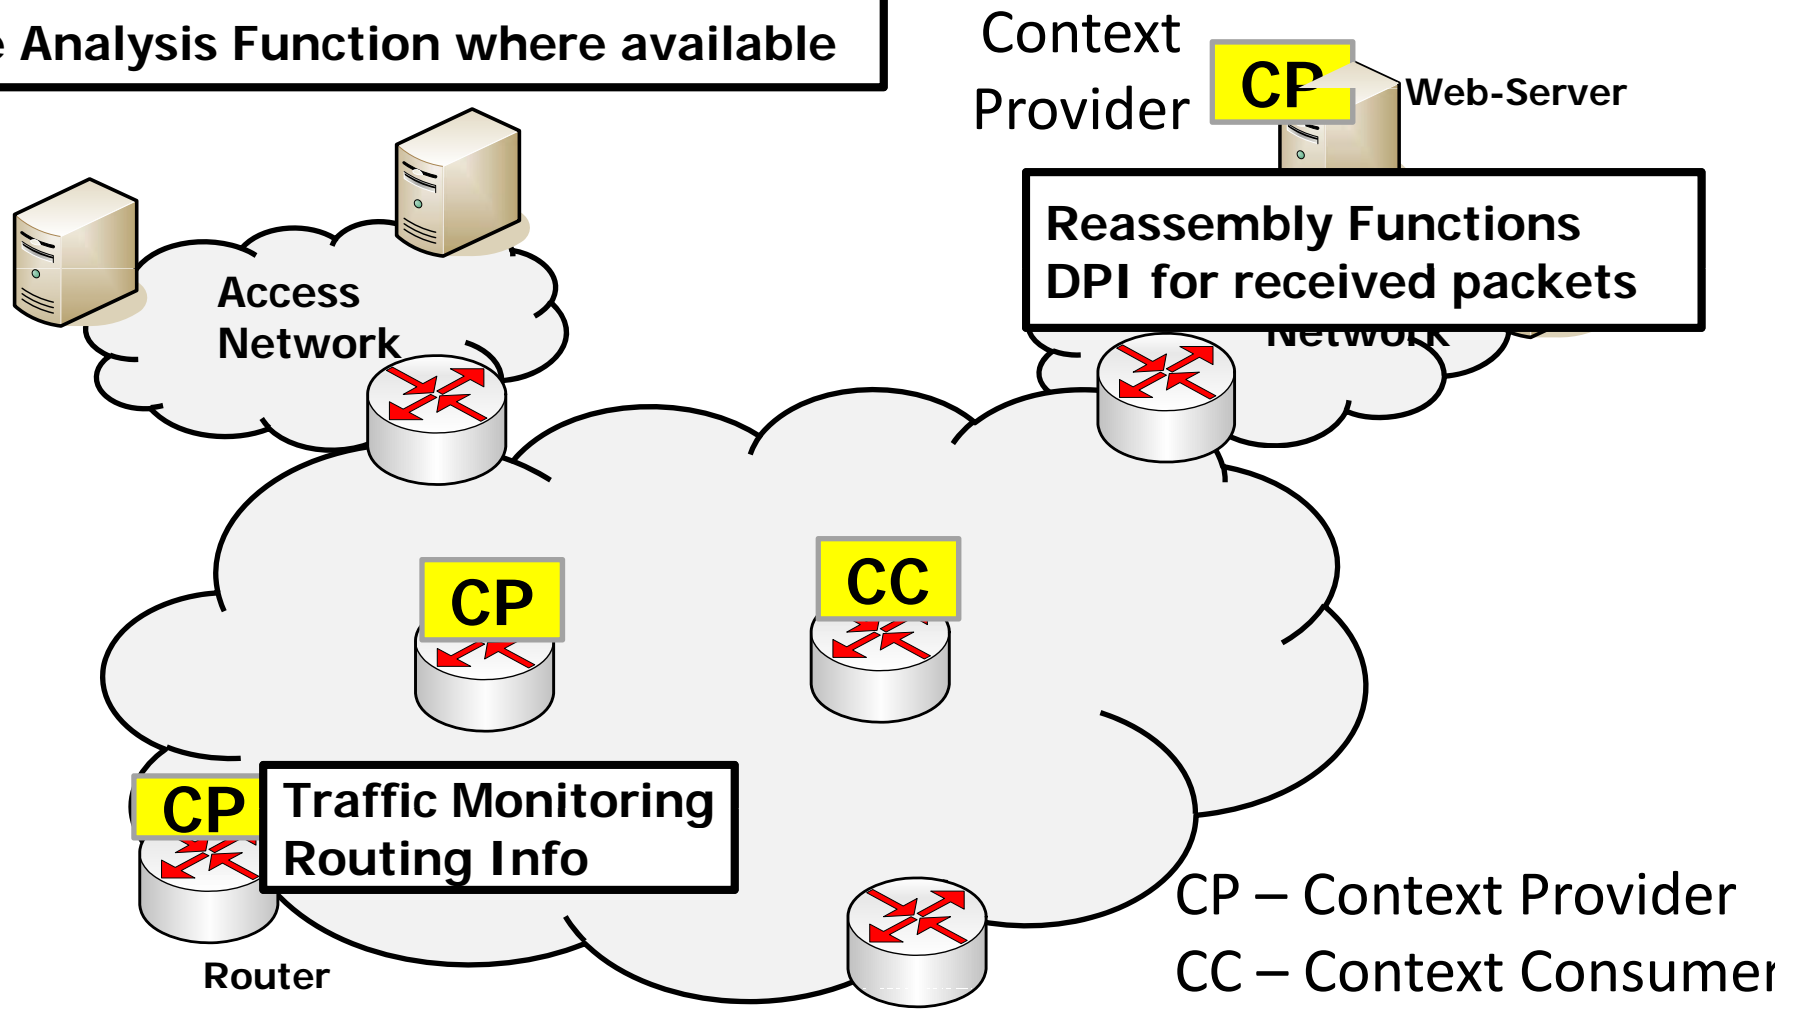 Analysis Function where available
Context
Provider
CP
Web-Server
Reassembly Functions
DPI for received packets
Access
Network
Network
CP
CC
CP
Traffic Monitoring
Routing Info
Router
CP – Context Provider
CC – Context Consumer